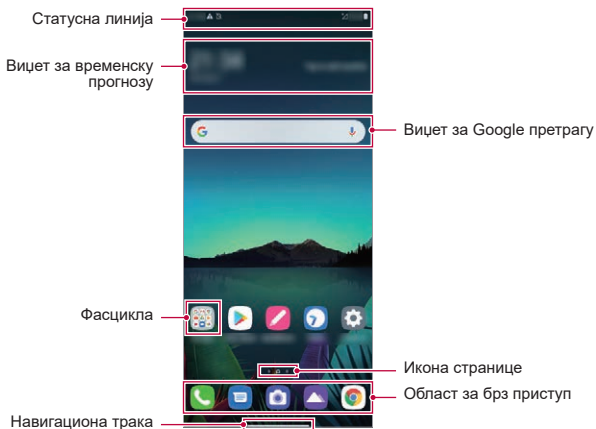 Статусна линија
Виџет за временску
прогнозу
Виџет за Google претрагу
Фасцикла
Икона странице
Област за брз приступ
Навигациона трака